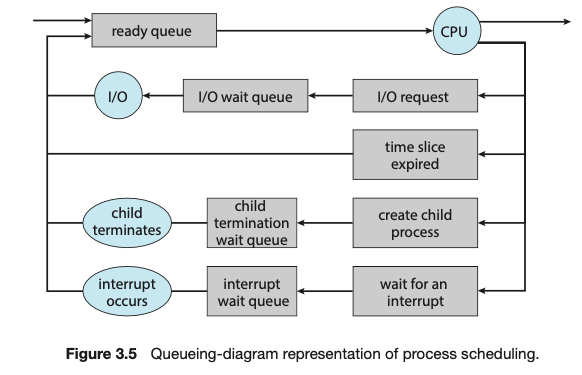 ready queue
CPU
I/O
I/O wait queue
I/O request
time slice
expired
child
terminates
child
termination
wait queue
create child
process
interrupt
occurs
interrupt
wait queue
wait for an
interrupt
Figure 3.5 Queueing-diagram representation of process scheduling.